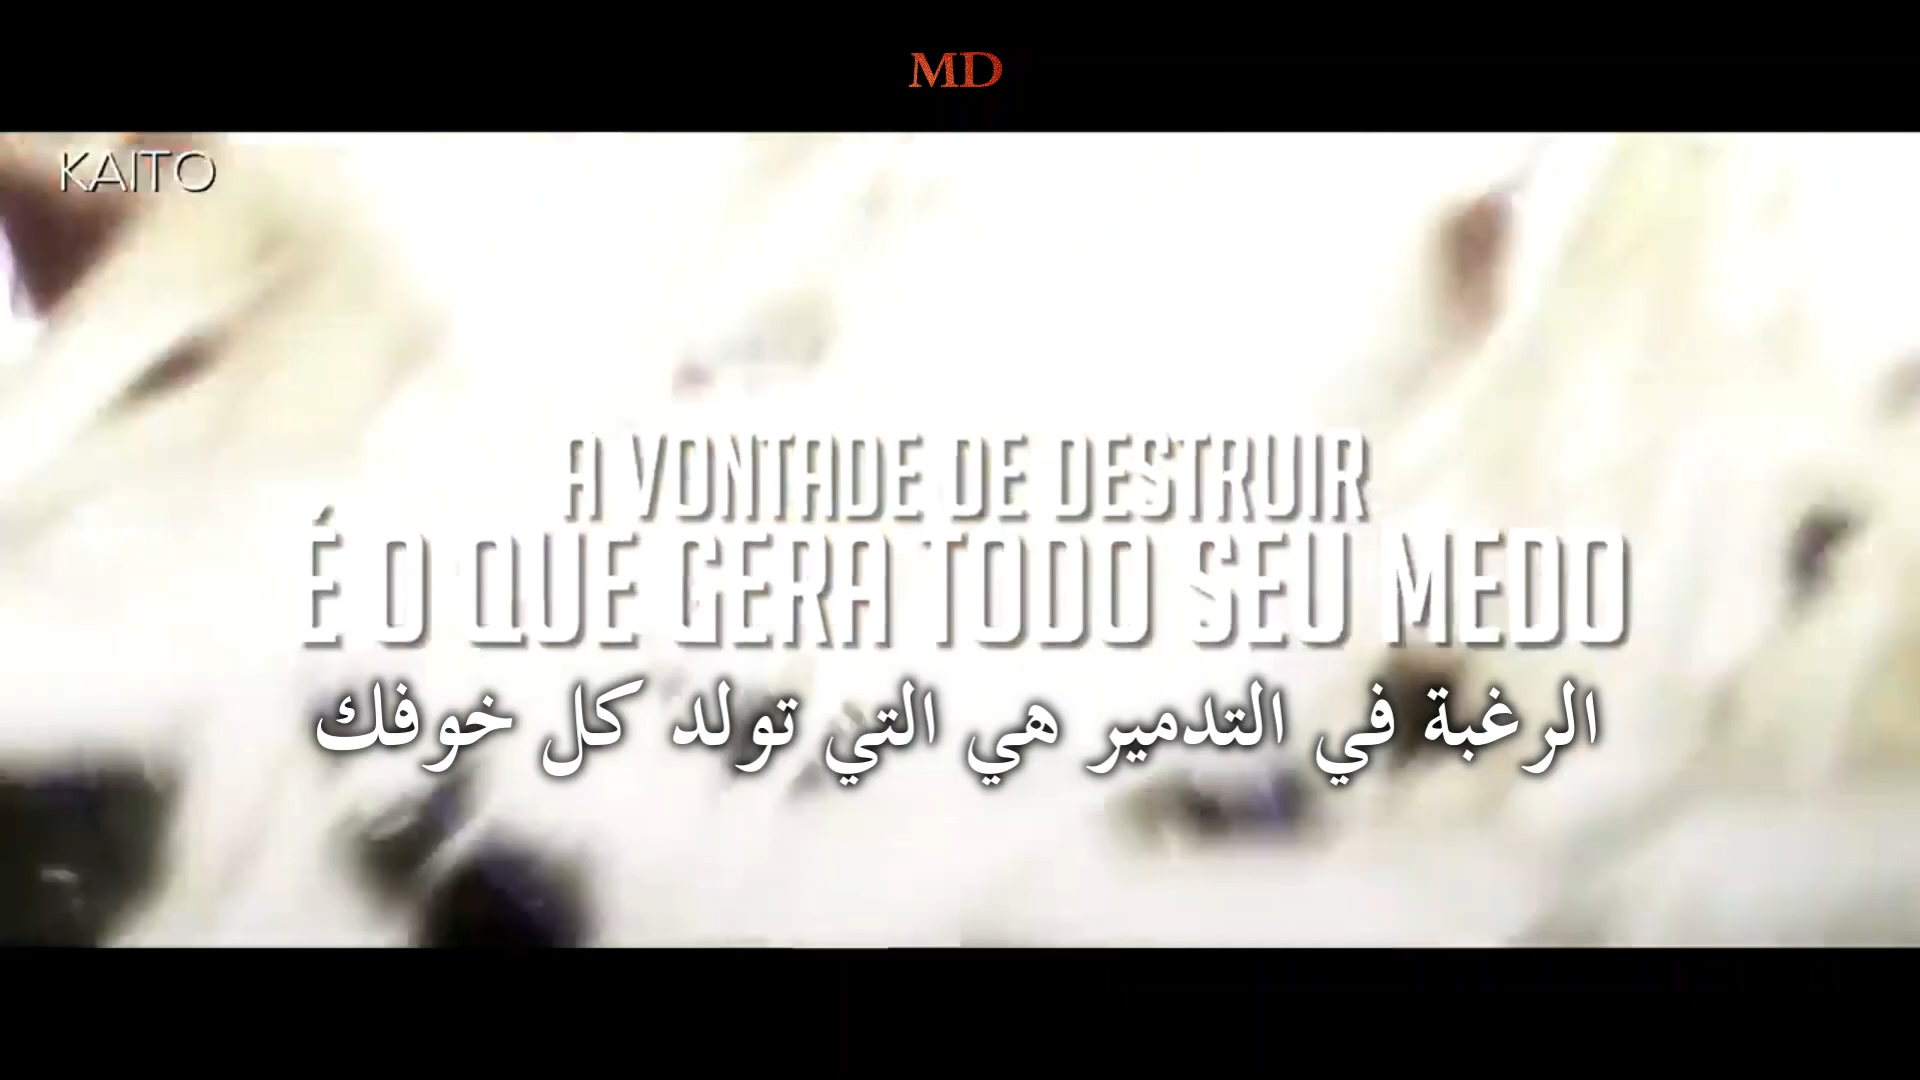 MD
KAITO
A VONTADE DE DESTRUIR
É O QUE GERA TODO SEU MEDO
الرغبة في التدمير هي التي تولد كل خوفك